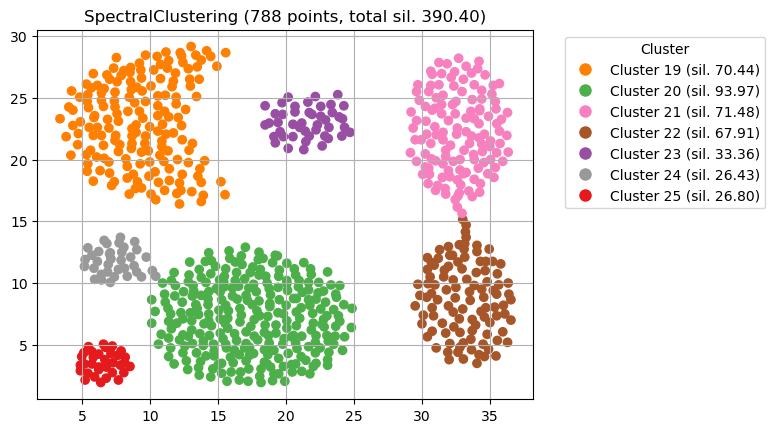 SpectralClustering (788 points, total sil. 390.40)
30
25
20
15
10
5
5
10
15
20
25
30
35
Cluster
Cluster 19 (sil. 70.44)
Cluster 20 (sil. 93.97)
Cluster 21 (sil. 71.48)
Cluster 22 (sil. 67.91)
Cluster 23 (sil. 33.36)
Cluster 24 (sil. 26.43)
Cluster 25 (sil. 26.80)